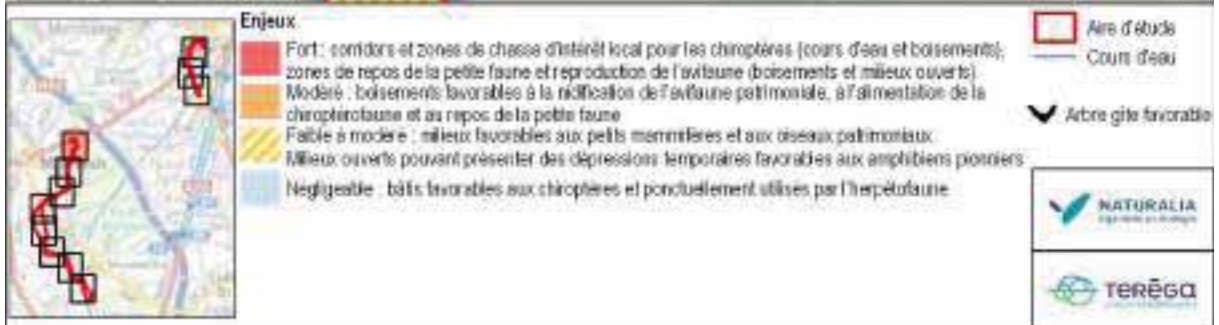 Enjeux
Fort : corridors et zones de chasse d'intérêt local pour les chiroptères (cours d'eau et boisements);
zones de repos de la petite faune et reproduction de l'avifaune (boisements et milieux ouverts)
Modéré : boisements favorables à la nidification de l'avifaune patrimoniale, à l'alimentation de la
chiroptérofaune et au repos de la petite faune
Faible à modéré : milieux favorables aux petits mammifères et aux oiseaux patrimoniaux.
Milieux ouverts pouvant présenter des dépressions temporaires favorables aux amphibiens pionniers
Négligeable : bâtis favorables aux chiroptères et ponctuellement utilisés par l'herpétofaune
Aire d'étude
Cours d'eau
Arbre gîte favorable
NATURALIA
TERÉGA